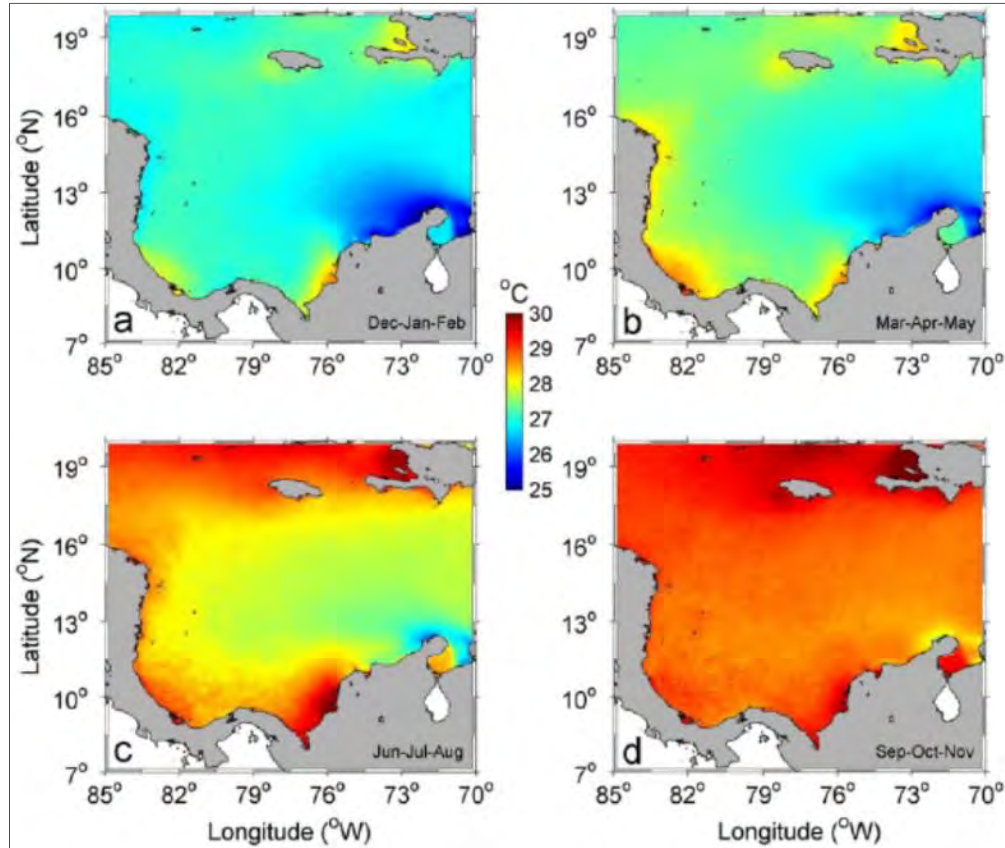 19°
16°
13°
10°
7°
Latitude (°N)
a
Dec-Jan-Feb
85° 82° 79° 76° 73° 70°
19°
16°
13°
10°
7°
b
Mar-Apr-May
85° 82° 79° 76° 73° 70°
°C
30
29
28
27
26
25
19°
16°
13°
10°
7°
Latitude (°N)
c
Jun-Jul-Aug
85° 82° 79° 76° 73° 70°
Longitude (°W)
19°
16°
13°
10°
7°
d
Sep-Oct-Nov
85° 82° 79° 76° 73° 70°
Longitude (°W)